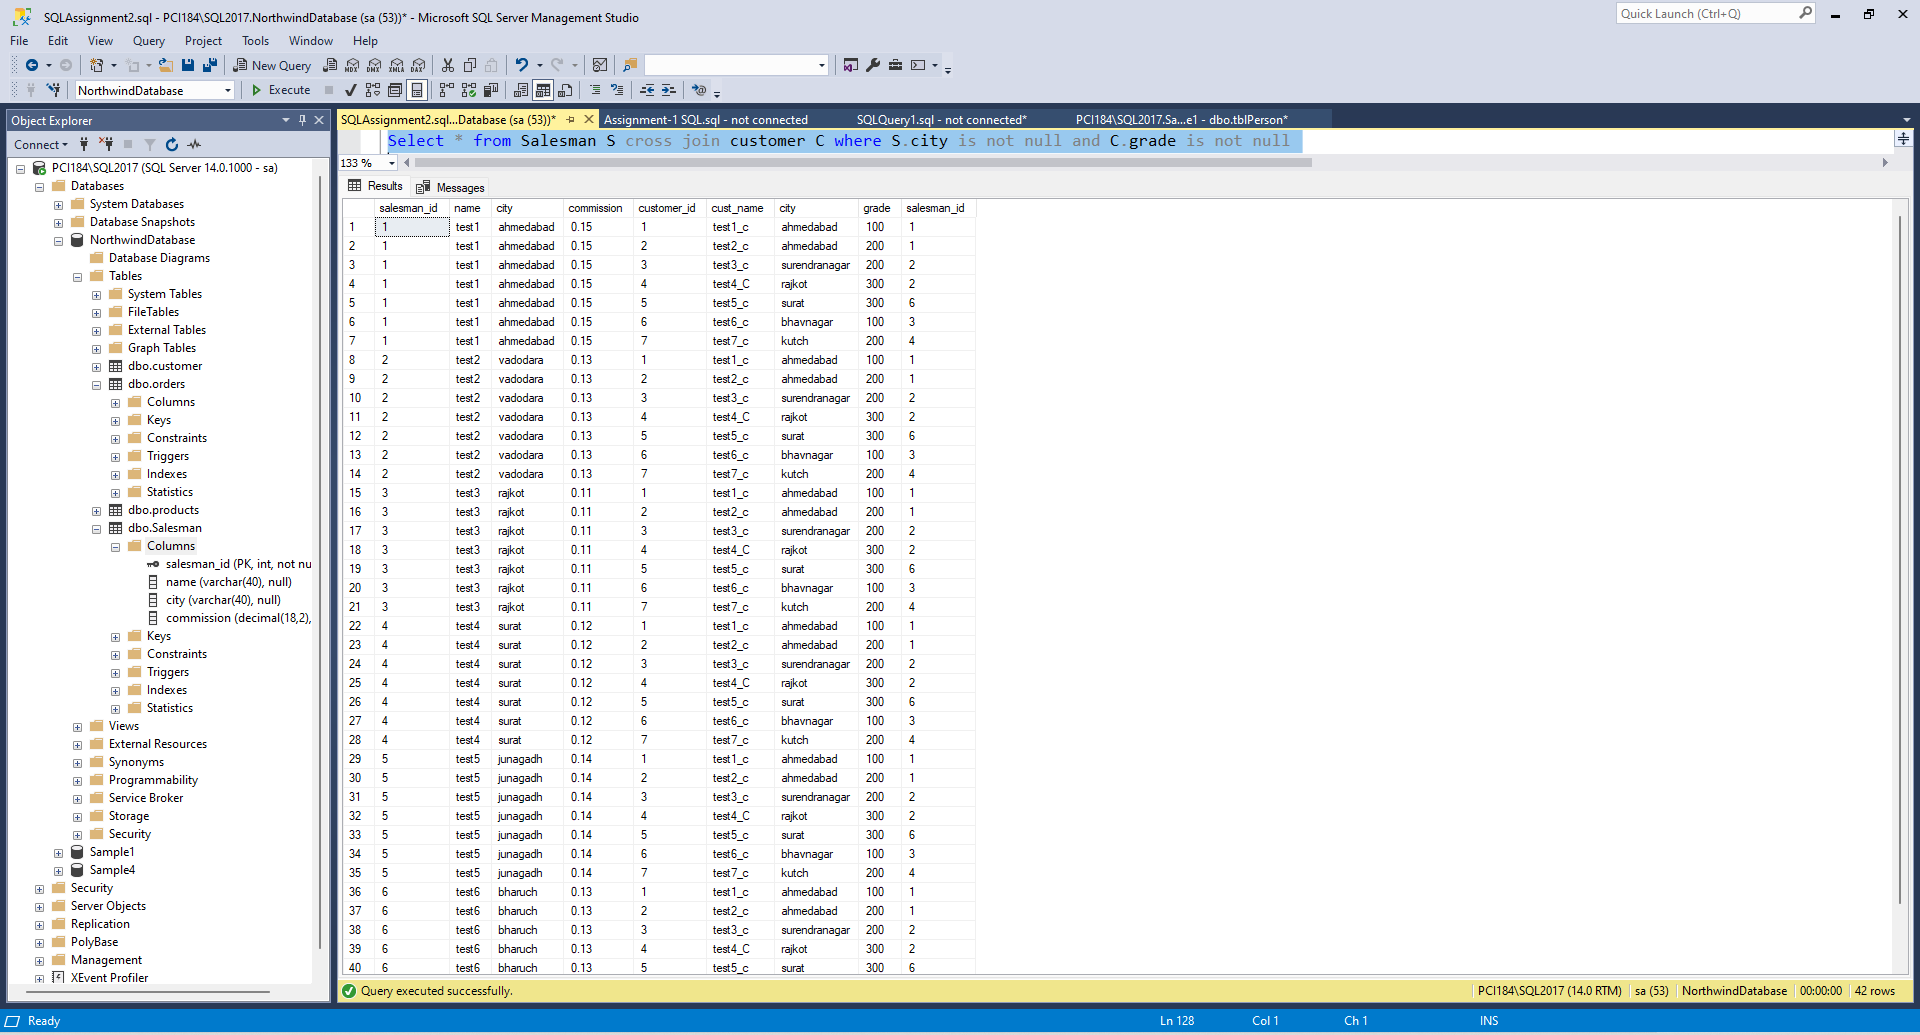 SQLAssignment2.sql - PCI184\SQL2017.NorthwindDatabase (sa (53))* - Microsoft SQL Server Management Studio
Quick Launch (Ctrl+Q)
File Edit View Query Project Tools Window Help
New Query MDX DMX XMLA DAX
NorthwindDatabase Execute
Object Explorer
Connect
PCI184\SQL2017 (SQL Server 14.0.1000 - sa)
Databases
System Databases
Database Snapshots
NorthwindDatabase
Database Diagrams
Tables
System Tables
FileTables
External Tables
Graph Tables
dbo.customer
dbo.orders
Columns
Keys
Constraints
Triggers
Indexes
Statistics
dbo.products
dbo.Salesman
Columns
salesman_id (PK, int, not nu
name (varchar(40), null)
city (varchar(40), null)
commission (decimal(18,2),
Keys
Constraints
Triggers
Indexes
Statistics
Views
External Resources
Synonyms
Programmability
Service Broker
Storage
Security
Sample1
Sample4
Security
Server Objects
Replication
PolyBase
Management
XEvent Profiler
SQLAssignment2.sql...Database (sa (53))* Assignment-1 SQL.sql - not connected SQLQuery1.sql - not connected* PCI184\SQL2017.Sa...e1 - dbo.tblPerson*
Select * from Salesman S cross join customer C where S.city is not null and C.grade is not null
133 %
Results Messages
salesman_id name city commission customer_id cust_name city grade salesman_id
1 1 test1 ahmedabad 0.15 1 test1_c ahmedabad 100 1
2 1 test1 ahmedabad 0.15 2 test2_c ahmedabad 200 1
3 1 test1 ahmedabad 0.15 3 test3_c surendranagar 200 2
4 1 test1 ahmedabad 0.15 4 test4_C rajkot 300 2
5 1 test1 ahmedabad 0.15 5 test5_c surat 300 6
6 1 test1 ahmedabad 0.15 6 test6_c bhavnagar 100 3
7 1 test1 ahmedabad 0.15 7 test7_c kutch 200 4
8 2 test2 vadodara 0.13 1 test1_c ahmedabad 100 1
9 2 test2 vadodara 0.13 2 test2_c ahmedabad 200 1
10 2 test2 vadodara 0.13 3 test3_c surendranagar 200 2
11 2 test2 vadodara 0.13 4 test4_C rajkot 300 2
12 2 test2 vadodara 0.13 5 test5_c surat 300 6
13 2 test2 vadodara 0.13 6 test6_c bhavnagar 100 3
14 2 test2 vadodara 0.13 7 test7_c kutch 200 4
15 3 test3 rajkot 0.11 1 test1_c ahmedabad 100 1
16 3 test3 rajkot 0.11 2 test2_c ahmedabad 200 1
17 3 test3 rajkot 0.11 3 test3_c surendranagar 200 2
18 3 test3 rajkot 0.11 4 test4_C rajkot 300 2
19 3 test3 rajkot 0.11 5 test5_c surat 300 6
20 3 test3 rajkot 0.11 6 test6_c bhavnagar 100 3
21 3 test3 rajkot 0.11 7 test7_c kutch 200 4
22 4 test4 surat 0.12 1 test1_c ahmedabad 100 1
23 4 test4 surat 0.12 2 test2_c ahmedabad 200 1
24 4 test4 surat 0.12 3 test3_c surendranagar 200 2
25 4 test4 surat 0.12 4 test4_C rajkot 300 2
26 4 test4 surat 0.12 5 test5_c surat 300 6
27 4 test4 surat 0.12 6 test6_c bhavnagar 100 3
28 4 test4 surat 0.12 7 test7_c kutch 200 4
29 5 test5 junagadh 0.14 1 test1_c ahmedabad 100 1
30 5 test5 junagadh 0.14 2 test2_c ahmedabad 200 1
31 5 test5 junagadh 0.14 3 test3_c surendranagar 200 2
32 5 test5 junagadh 0.14 4 test4_C rajkot 300 2
33 5 test5 junagadh 0.14 5 test5_c surat 300 6
34 5 test5 junagadh 0.14 6 test6_c bhavnagar 100 3
35 5 test5 junagadh 0.14 7 test7_c kutch 200 4
36 6 test6 bharuch 0.13 1 test1_c ahmedabad 100 1
37 6 test6 bharuch 0.13 2 test2_c ahmedabad 200 1
38 6 test6 bharuch 0.13 3 test3_c surendranagar 200 2
39 6 test6 bharuch 0.13 4 test4_C rajkot 300 2
40 6 test6 bharuch 0.13 5 test5_c surat 300 6
Query executed successfully. PCI184\SQL2017 (14.0 RTM) sa (53) NorthwindDatabase 00:00:00 42 rows
Ready Ln 128 Col 1 Ch 1 INS